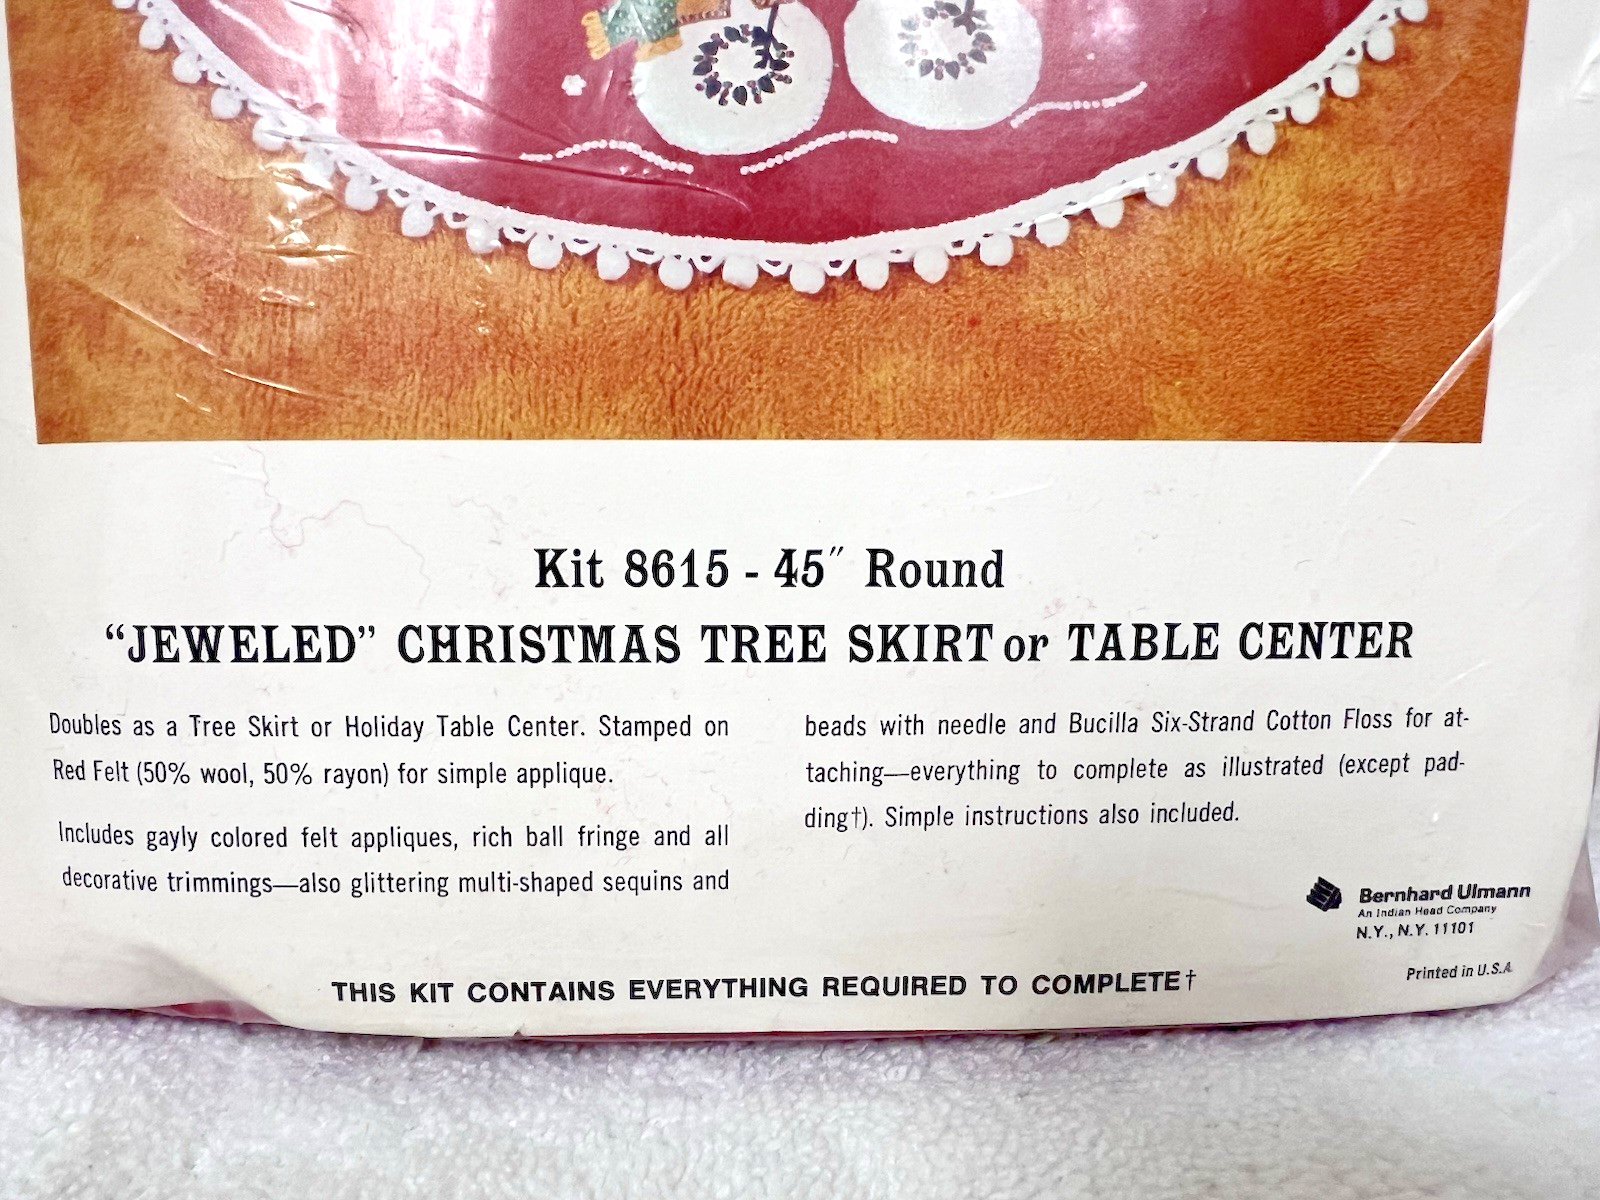 Kit 8615 - 45″ Round
“JEWELED” CHRISTMAS TREE SKIRT or TABLE CENTER
Doubles as a Tree Skirt or Holiday Table Center. Stamped on
Red Felt (50% wool, 50% rayon) for simple applique.
Includes gayly colored felt appliques, rich ball fringe and all
decorative trimmings—also glittering multi-shaped sequins and
beads with needle and Bucilla Six-Strand Cotton Floss for at-
taching—everything to complete as illustrated (except pad-
ding†). Simple instructions also included.
Bernhard Ulmann
An Indian Head Company
N.Y., N.Y. 11101
Printed in U.S.A.
THIS KIT CONTAINS EVERYTHING REQUIRED TO COMPLETE†